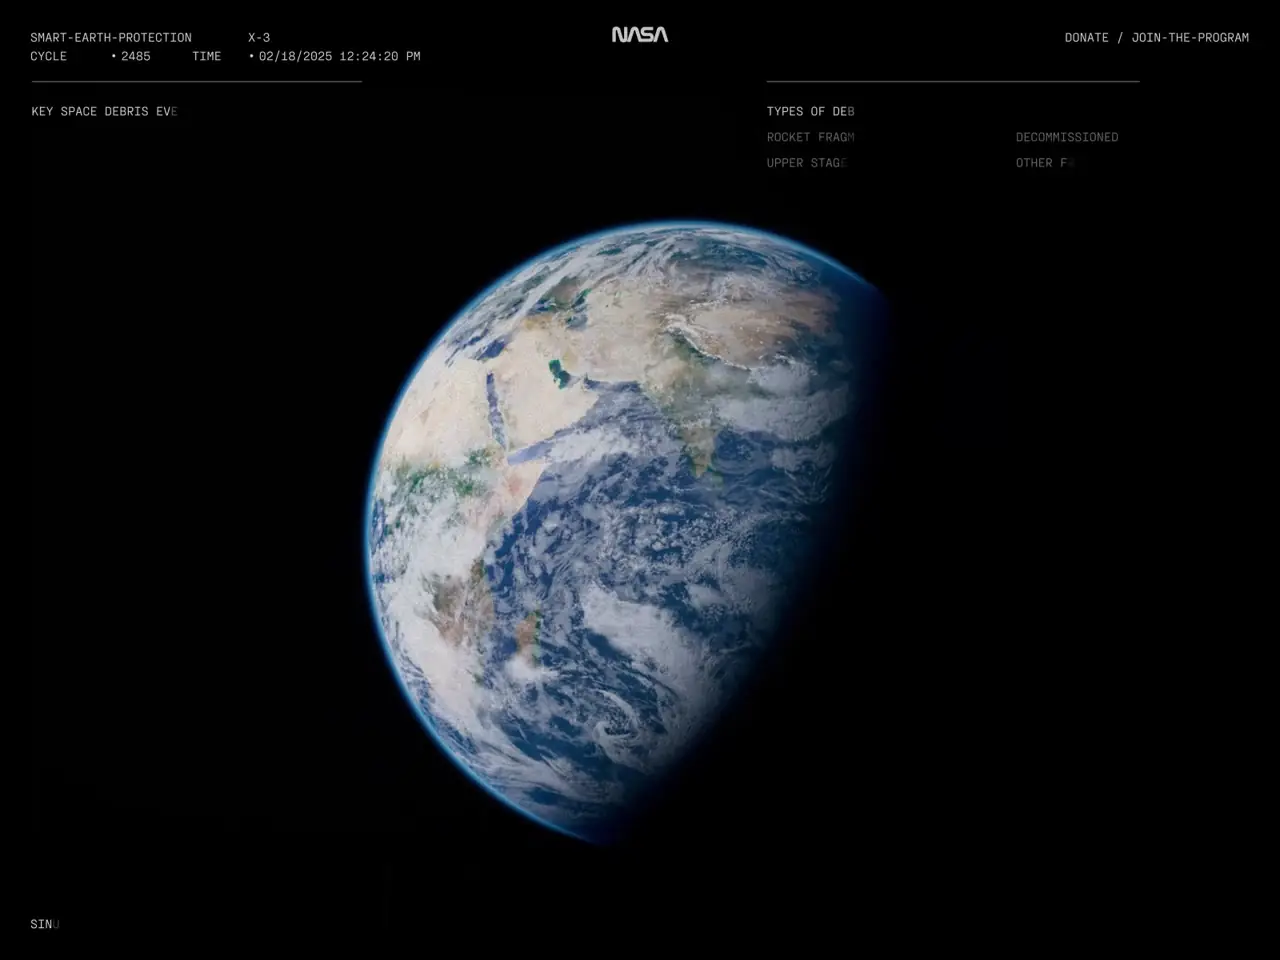 SMART-EARTH-PROTECTION X-3
CYCLE • 2485 TIME • 02/18/2025 12:24:20 PM
NASA
DONATE / JOIN-THE-PROGRAM
KEY SPACE DEBRIS EVE
TYPES OF DEB
ROCKET FRAGM DECOMMISSIONED
UPPER STAGE OTHER F
SINU